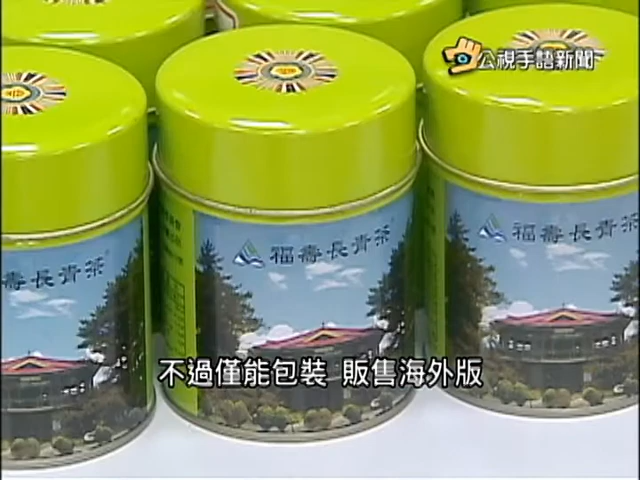 公視手語新聞
福壽長青茶
福壽長青茶
壽長青茶
不過僅能包裝 販售海外版